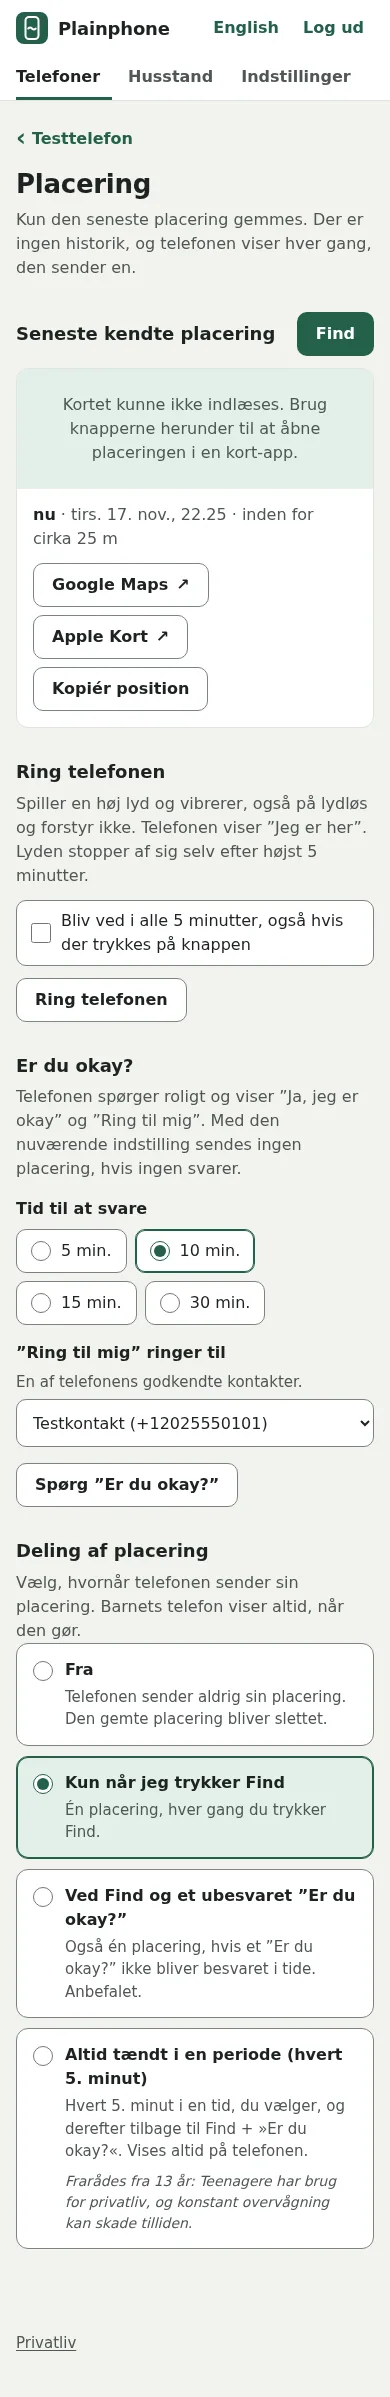 Plainphone
English
Log ud
Telefoner
Husstand
Indstillinger
‹ Testtelefon
Placering
Kun den seneste placering gemmes. Der er
ingen historik, og telefonen viser hver gang,
den sender en.
Seneste kendte placering
Find
Kortet kunne ikke indlæses. Brug
knapperne herunder til at åbne
placeringen i en kort-app.
nu · tirs. 17. nov., 22.25 · inden for
cirka 25 m
Google Maps ↗
Apple Kort ↗
Kopiér position
Ring telefonen
Spiller en høj lyd og vibrerer, også på lydløs
og forstyr ikke. Telefonen viser ”Jeg er her”.
Lyden stopper af sig selv efter højst 5
minutter.
Bliv ved i alle 5 minutter, også hvis
der trykkes på knappen
Ring telefonen
Er du okay?
Telefonen spørger roligt og viser ”Ja, jeg er
okay” og ”Ring til mig”. Med den
nuværende indstilling sendes ingen
placering, hvis ingen svarer.
Tid til at svare
5 min.
10 min.
15 min.
30 min.
”Ring til mig” ringer til
En af telefonens godkendte kontakter.
Testkontakt (+12025550101)
Spørg ”Er du okay?”
Deling af placering
Vælg, hvornår telefonen sender sin
placering. Barnets telefon viser altid, når
den gør.
Fra
Telefonen sender aldrig sin placering.
Den gemte placering bliver slettet.
Kun når jeg trykker Find
Én placering, hver gang du trykker
Find.
Ved Find og et ubesvaret ”Er du
okay?”
Også én placering, hvis et ”Er du
okay?” ikke bliver besvaret i tide.
Anbefalet.
Altid tændt i en periode (hvert
5. minut)
Hvert 5. minut i en tid, du vælger, og
derefter tilbage til Find + »Er du
okay?«. Vises altid på telefonen.
Frarådes fra 13 år: Teenagere har brug
for privatliv, og konstant overvågning
kan skade tilliden.
Privatliv